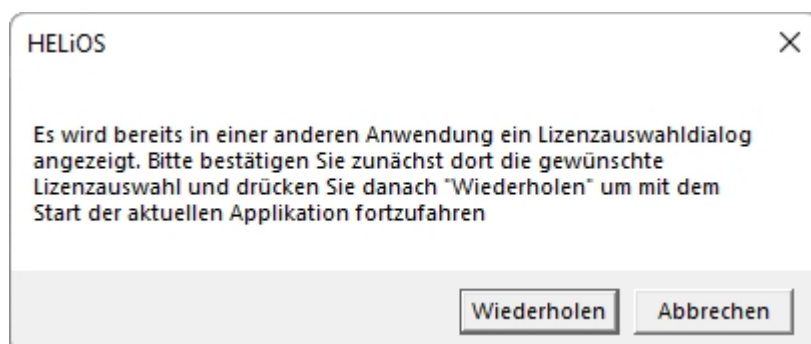 HELiOS
Es wird bereits in einer anderen Anwendung ein Lizenzauswahldialog
angezeigt. Bitte bestätigen Sie zunächst dort die gewünschte
Lizenzauswahl und drücken Sie danach "Wiederholen" um mit dem
Start der aktuellen Applikation fortzufahren
Wiederholen Abbrechen